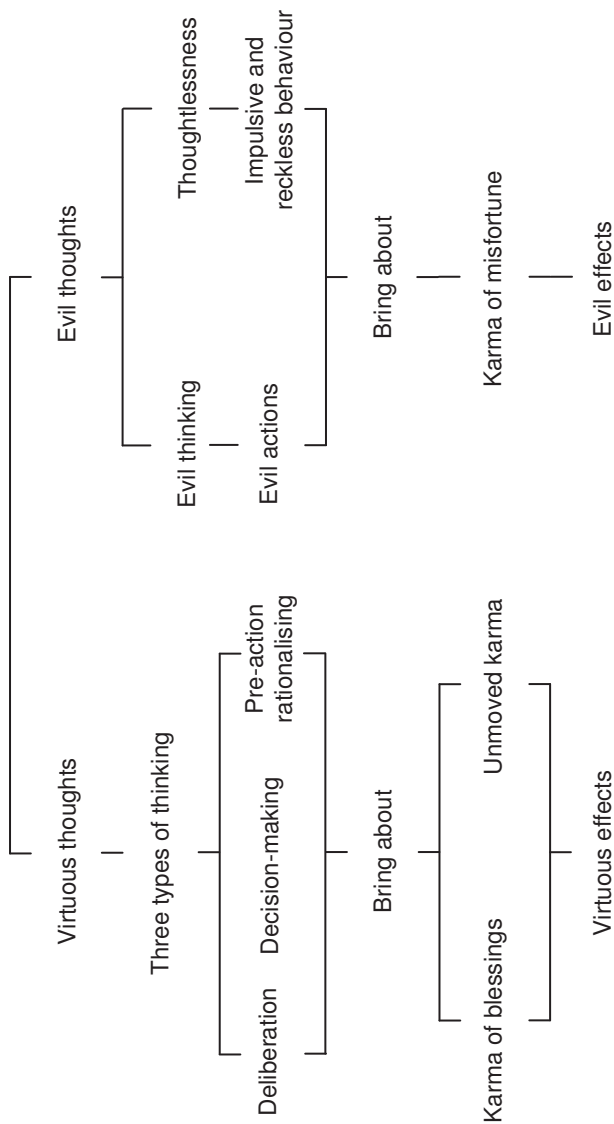 Virtuous thoughts
Evil thoughts
Three types of thinking
Evil thinking
Thoughtlessness
Deliberation
Decision-making
Pre-action
rationalising
Evil actions
Impulsive and
reckless behaviour
Bring about
Bring about
Karma of blessings
Unmoved karma
Karma of misfortune
Virtuous effects
Evil effects